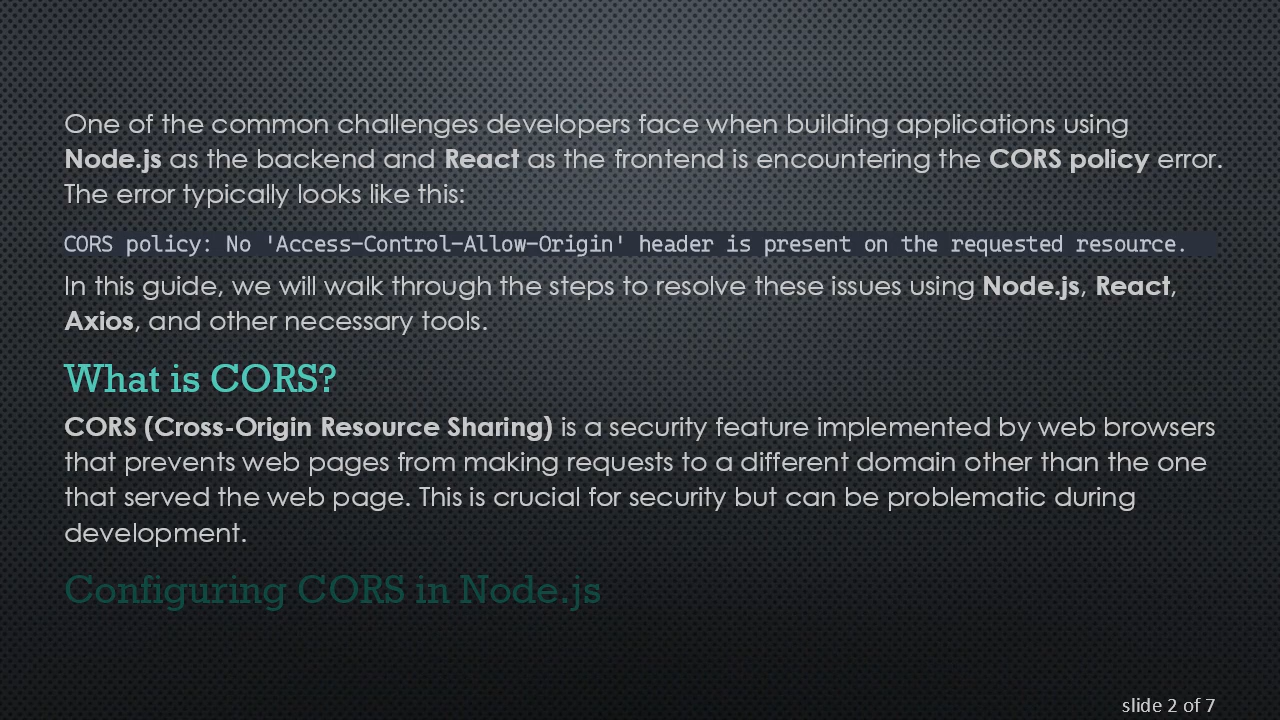 One of the common challenges developers face when building applications using
Node.js as the backend and React as the frontend is encountering the CORS policy error.
The error typically looks like this:
CORS policy: No 'Access-Control-Allow-Origin' header is present on the requested resource.
In this guide, we will walk through the steps to resolve these issues using Node.js, React,
Axios, and other necessary tools.
What is CORS?
CORS (Cross-Origin Resource Sharing) is a security feature implemented by web browsers
that prevents web pages from making requests to a different domain other than the one
that served the web page. This is crucial for security but can be problematic during
development.
Configuring CORS in Node.js
slide 2 of 7